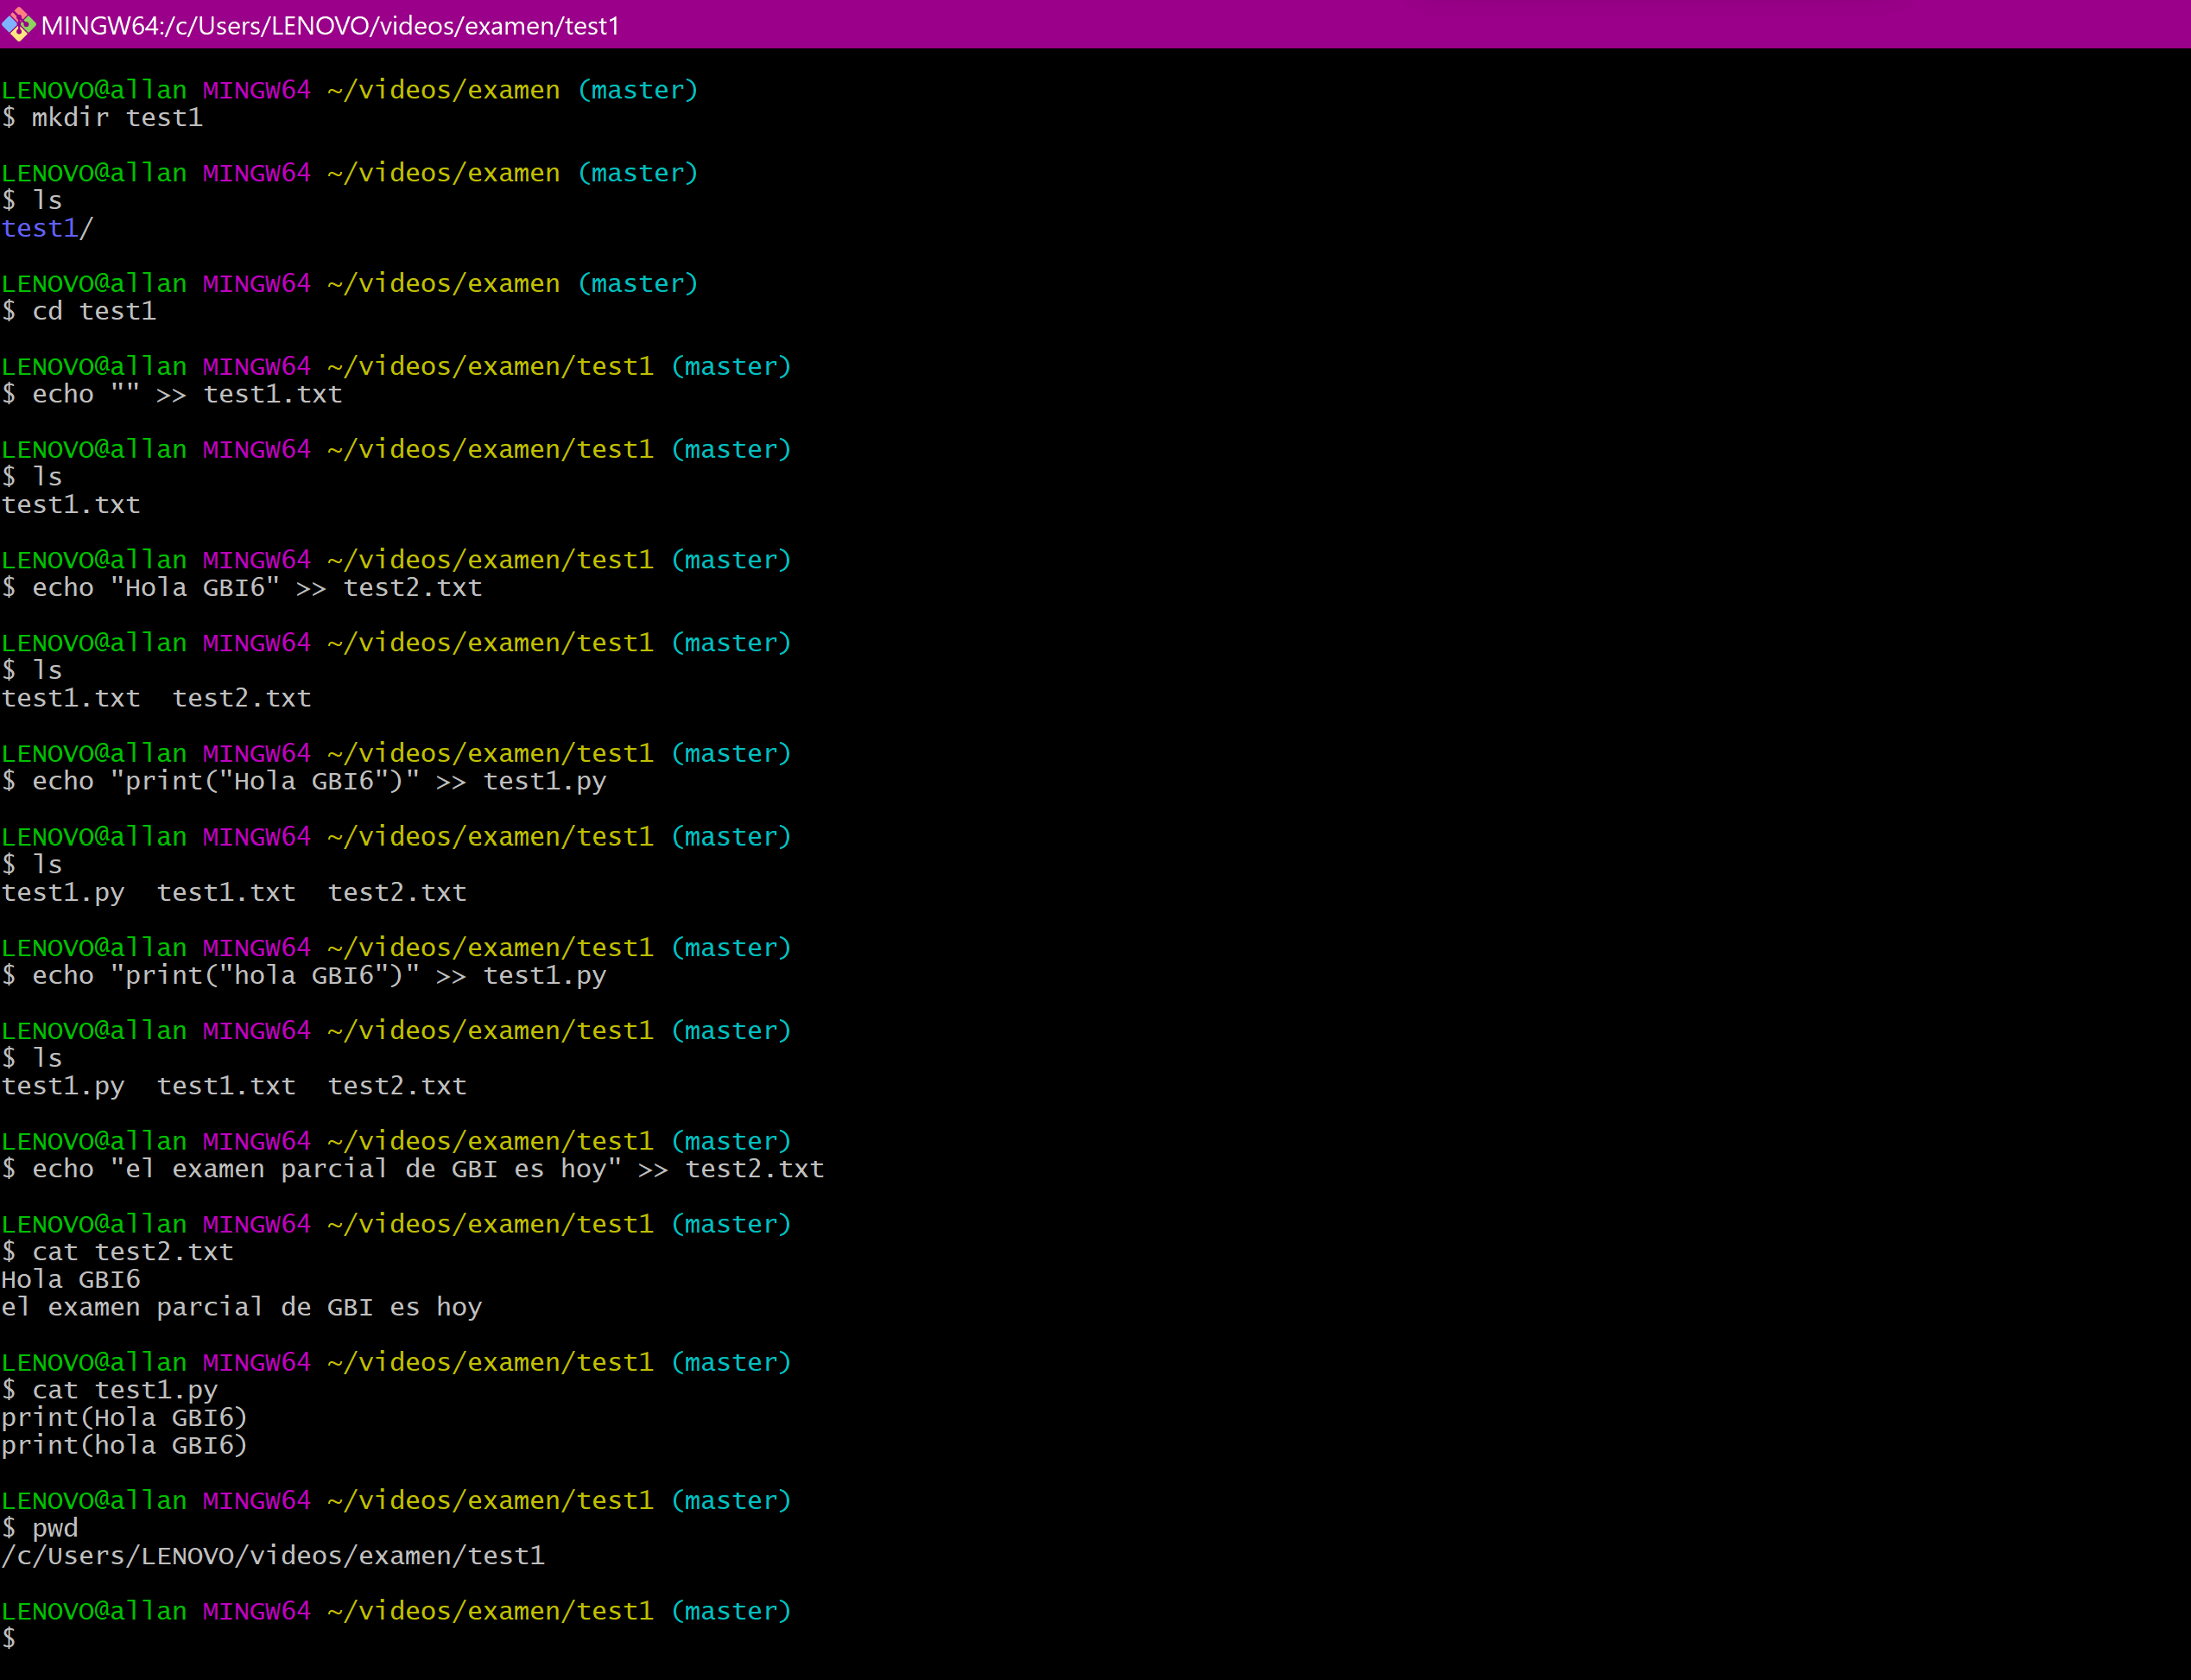 MINGW64:/c/Users/LENOVO/videos/examen/test1
LENOVO@allan MINGW64 ~/videos/examen (master)
$ mkdir test1
LENOVO@allan MINGW64 ~/videos/examen (master)
$ ls
test1/
LENOVO@allan MINGW64 ~/videos/examen (master)
$ cd test1
LENOVO@allan MINGW64 ~/videos/examen/test1 (master)
$ echo "" >> test1.txt
LENOVO@allan MINGW64 ~/videos/examen/test1 (master)
$ ls
test1.txt
LENOVO@allan MINGW64 ~/videos/examen/test1 (master)
$ echo "Hola GBI6" >> test2.txt
LENOVO@allan MINGW64 ~/videos/examen/test1 (master)
$ ls
test1.txt  test2.txt
LENOVO@allan MINGW64 ~/videos/examen/test1 (master)
$ echo "print("Hola GBI6")" >> test1.py
LENOVO@allan MINGW64 ~/videos/examen/test1 (master)
$ ls
test1.py  test1.txt  test2.txt
LENOVO@allan MINGW64 ~/videos/examen/test1 (master)
$ echo "print("hola GBI6")" >> test1.py
LENOVO@allan MINGW64 ~/videos/examen/test1 (master)
$ ls
test1.py  test1.txt  test2.txt
LENOVO@allan MINGW64 ~/videos/examen/test1 (master)
$ echo "el examen parcial de GBI es hoy" >> test2.txt
LENOVO@allan MINGW64 ~/videos/examen/test1 (master)
$ cat test2.txt
Hola GBI6
el examen parcial de GBI es hoy
LENOVO@allan MINGW64 ~/videos/examen/test1 (master)
$ cat test1.py
print(Hola GBI6)
print(hola GBI6)
LENOVO@allan MINGW64 ~/videos/examen/test1 (master)
$ pwd
/c/Users/LENOVO/videos/examen/test1
LENOVO@allan MINGW64 ~/videos/examen/test1 (master)
$